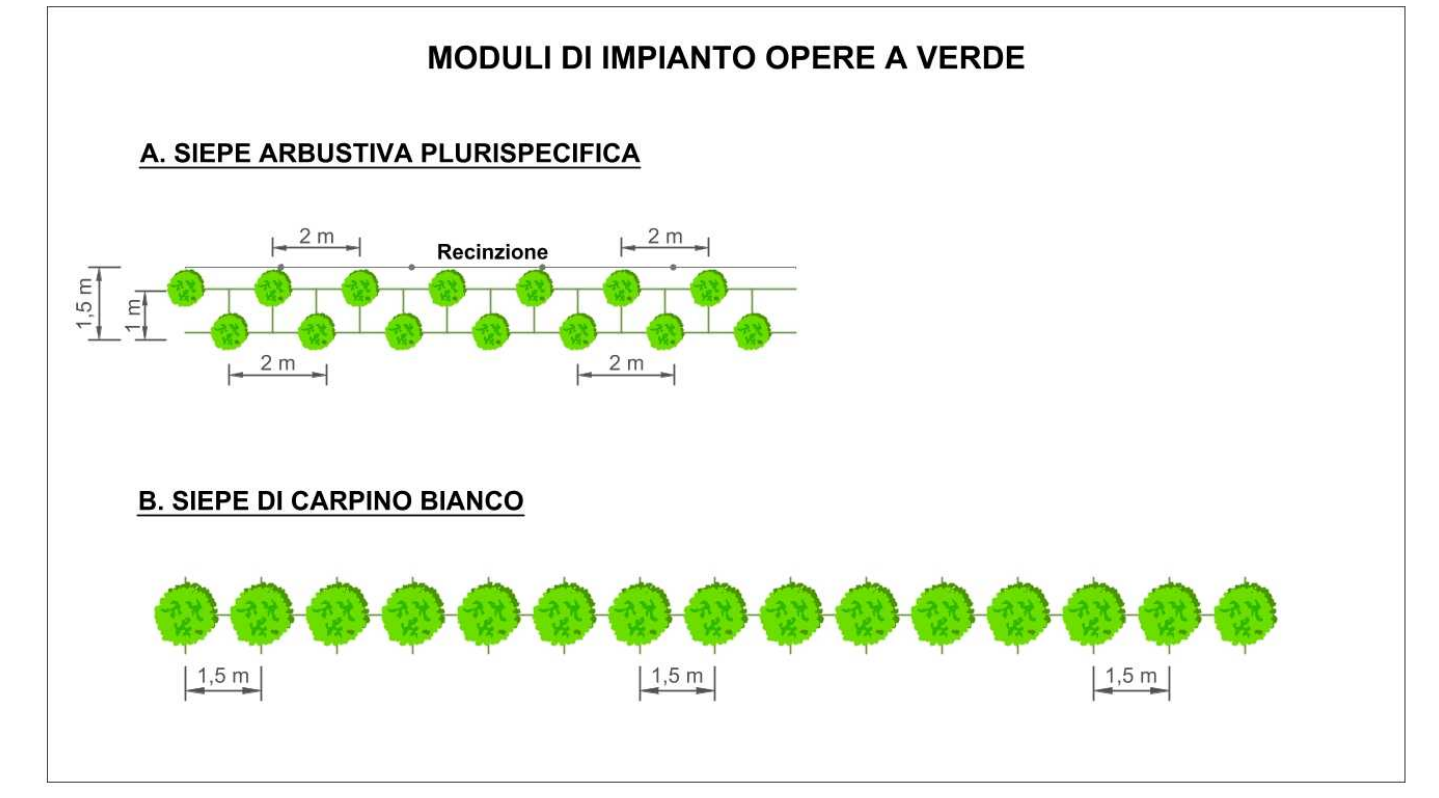 MODULI DI IMPIANTO OPERE A VERDE
A. SIEPE ARBUSTIVA PLURISPECIFICA
2 m
2 m
Recinzione
1,5 m
1 m
2 m
2 m
B. SIEPE DI CARPINO BIANCO
1,5 m
1,5 m
1,5 m